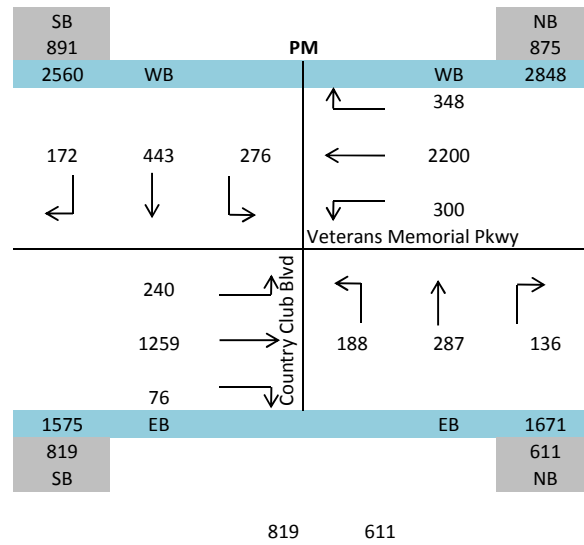 SB NB
891 PM 875
2560 WB WB 2848
348
172 443 276 2200
300
Veterans Memorial Pkwy
240
Country Club Blvd
1259 188 287 136
76
1575 EB EB 1671
819 611
SB NB
819 611